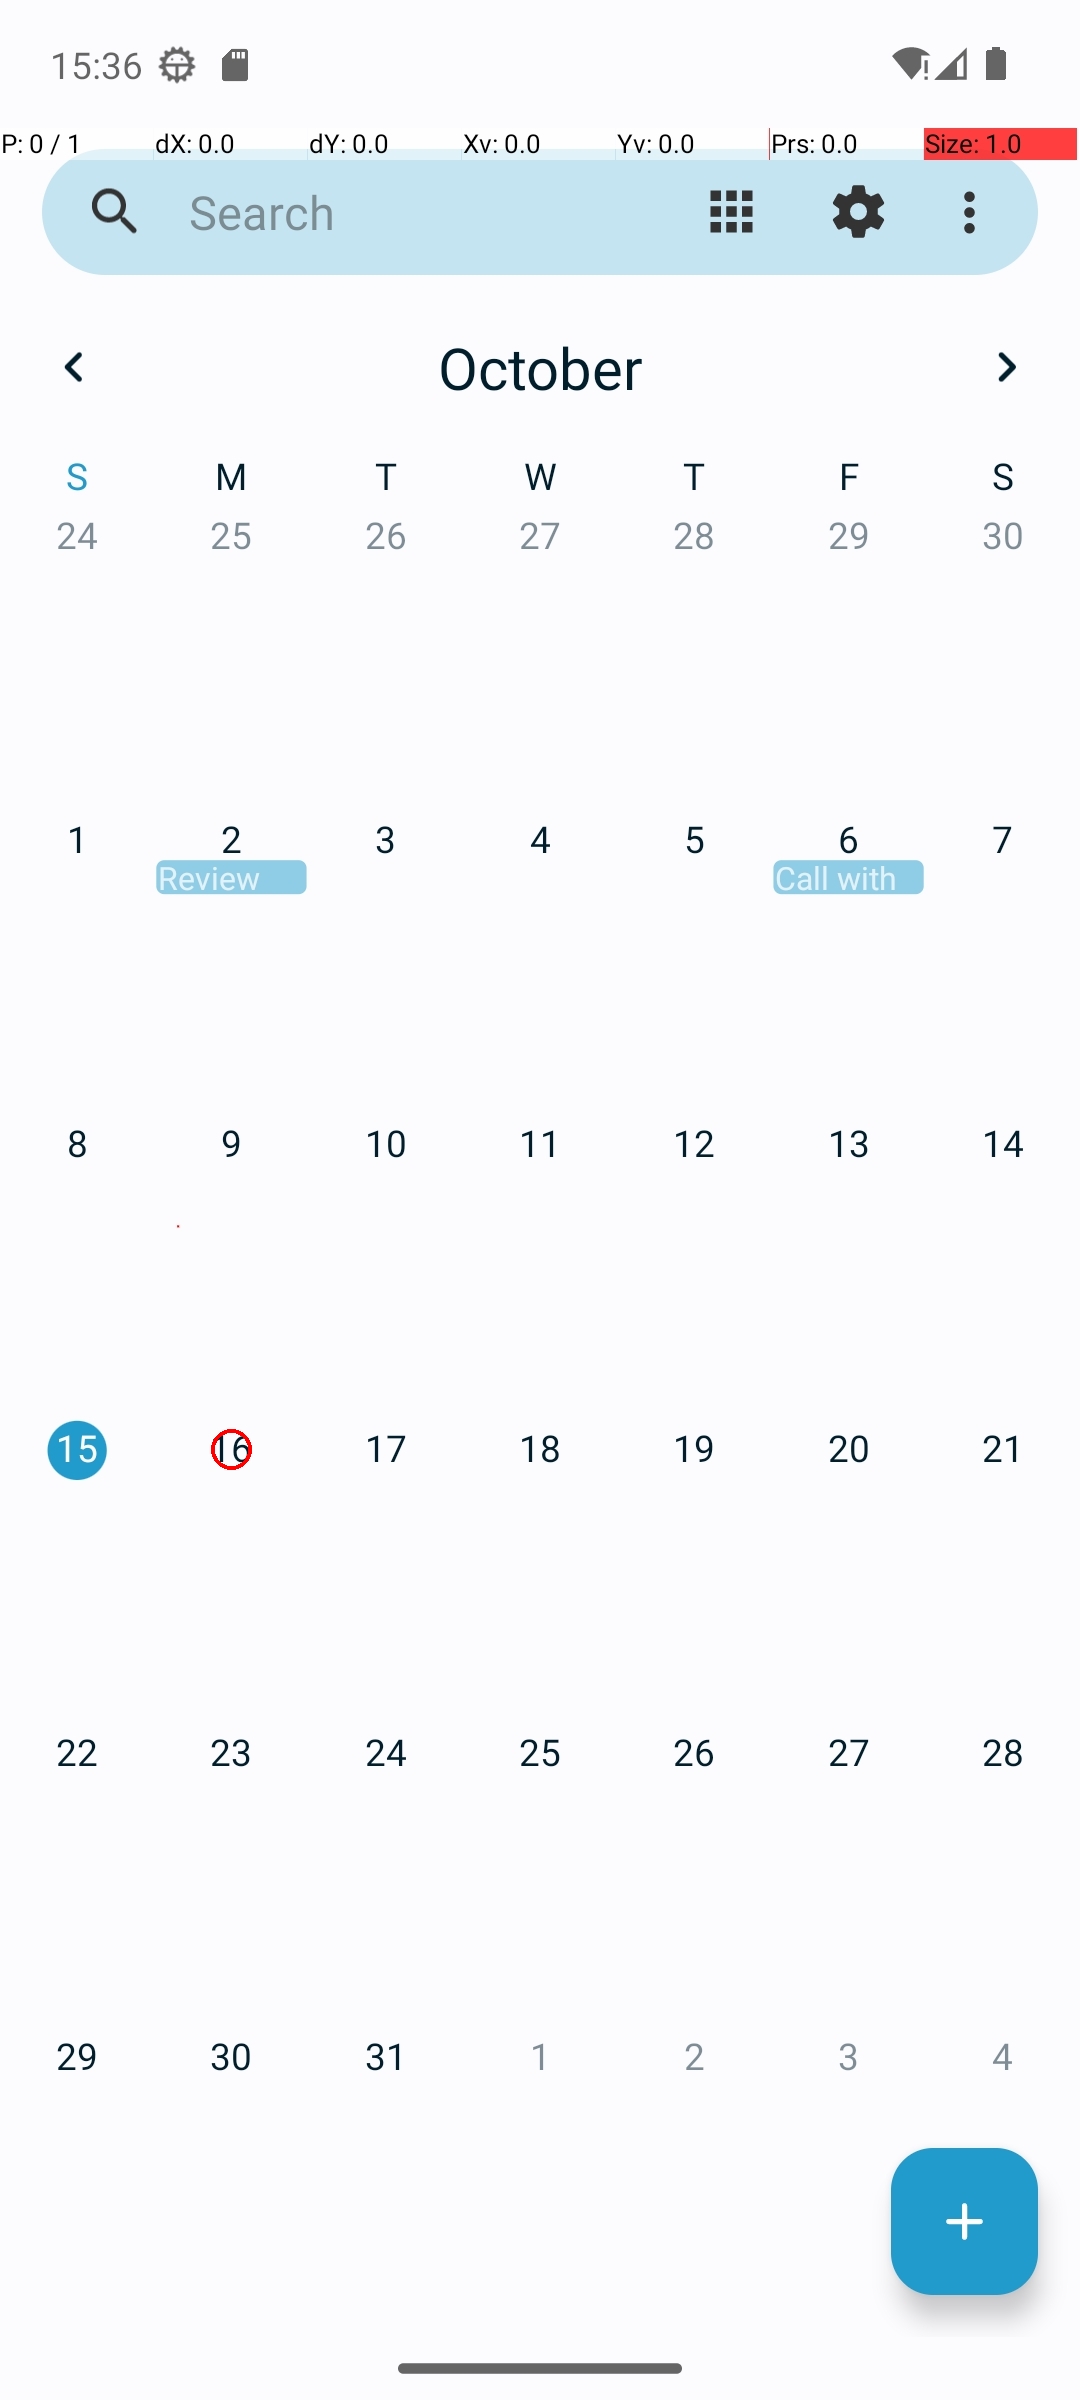 15:36
P: 0 / 1 dX: 0.0 dY: 0.0 Xv: 0.0 Yv: 0.0 Prs: 0.0 Size: 1.0
Search
October
S M T W T F S
24 25 26 27 28 29 30
1 2 3 4 5 6 7
Review Call with
8 9 10 11 12 13 14
15 16 17 18 19 20 21
22 23 24 25 26 27 28
29 30 31 1 2 3 4